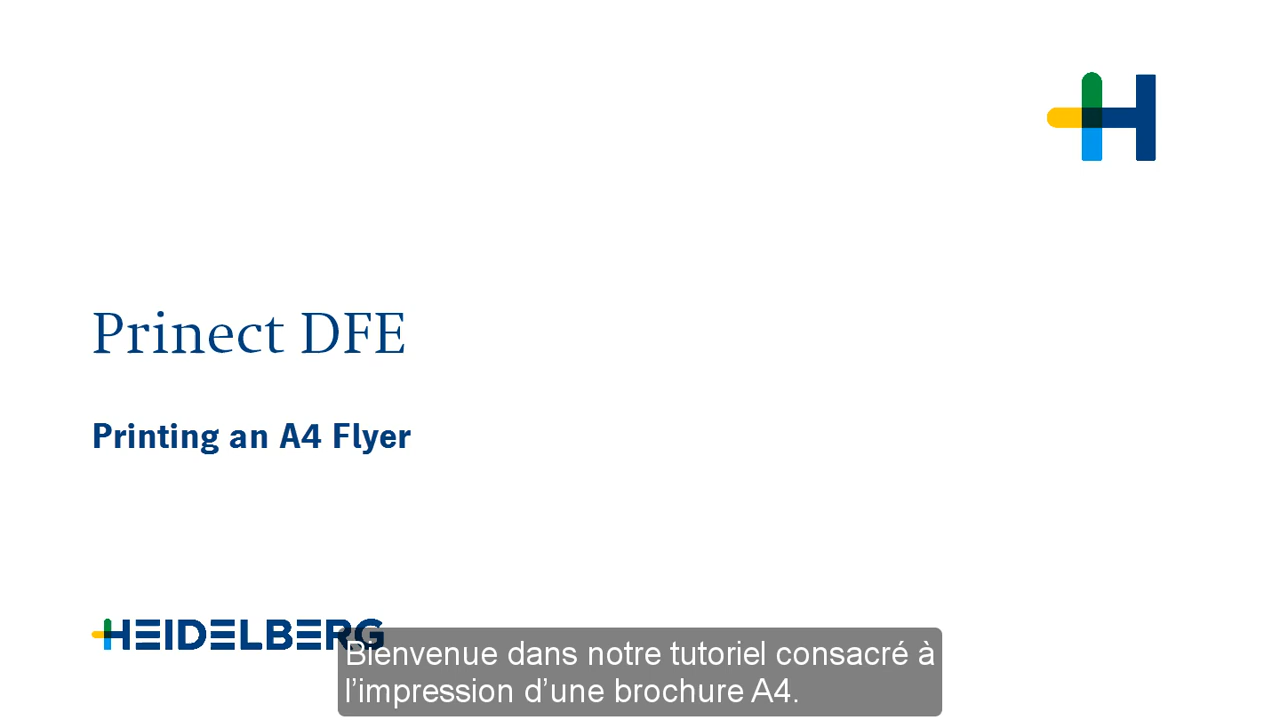 Prinect DFE
Printing an A4 Flyer
HEIDELBERG
Bienvenue dans notre tutoriel consacré à
l’impression d’une brochure A4.